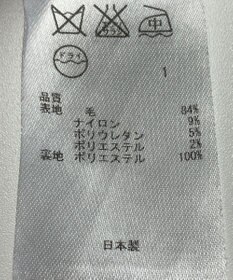 中
ドライ
1
品質
表地 毛 84%
ナイロン 9%
ポリウレタン 5%
ポリエステル 2%
裏地 ポリエステル 100%
日本製